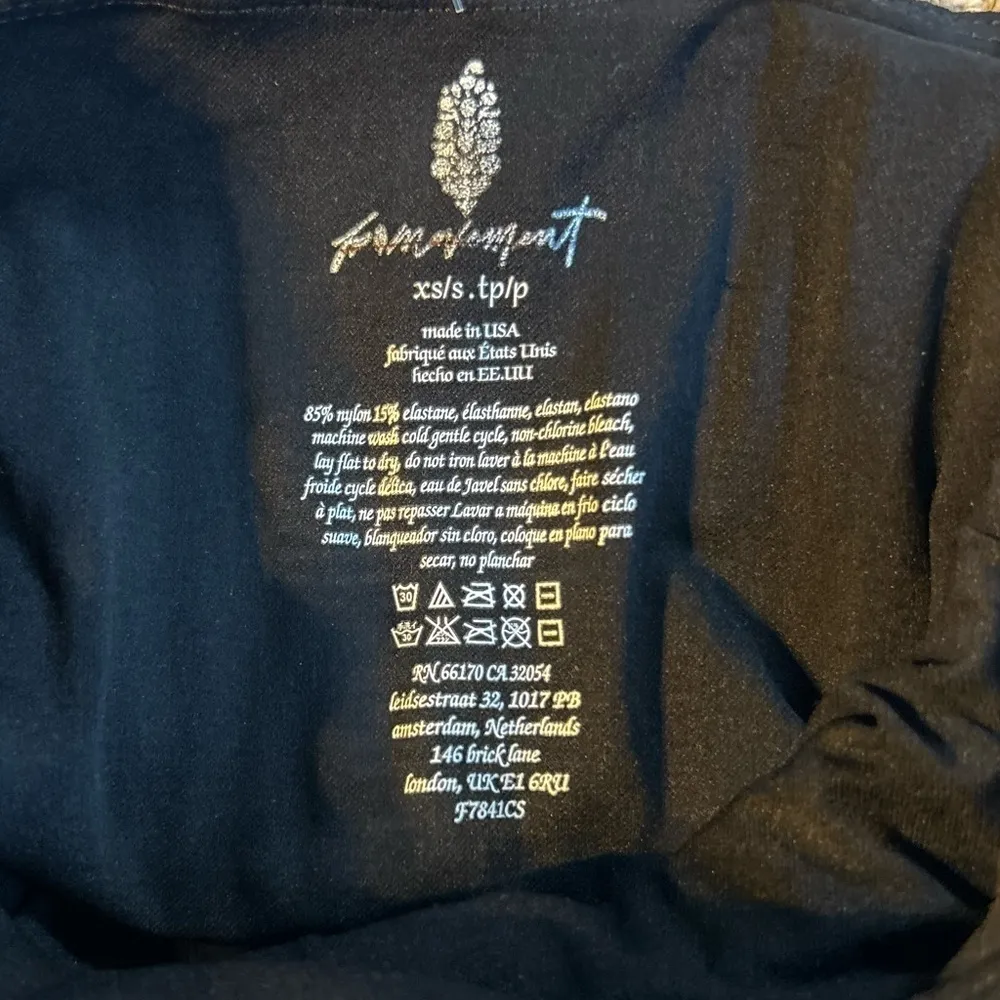 fpmovement
xs/s .tp/p
made in USA
fabriqué aux États Unis
hecho en EE.UU
85% nylon 15% elastane, élasthanne, elastan, elastano
machine wash cold gentle cycle, non-chlorine bleach,
lay flat to dry, do not iron laver à la machine à l'eau
froide cycle délica, eau de Javel sans chlore, faire sécher
à plat, ne pas repasser Lavar a máquina en frío ciclo
suave, blanqueador sin cloro, coloque en plano para
secar, no planchar
30
30
RN 66170 CA 32054
leidsestraat 32, 1017 PB
amsterdam, Netherlands
146 brick lane
london, UK E1 6RU
F7841CS